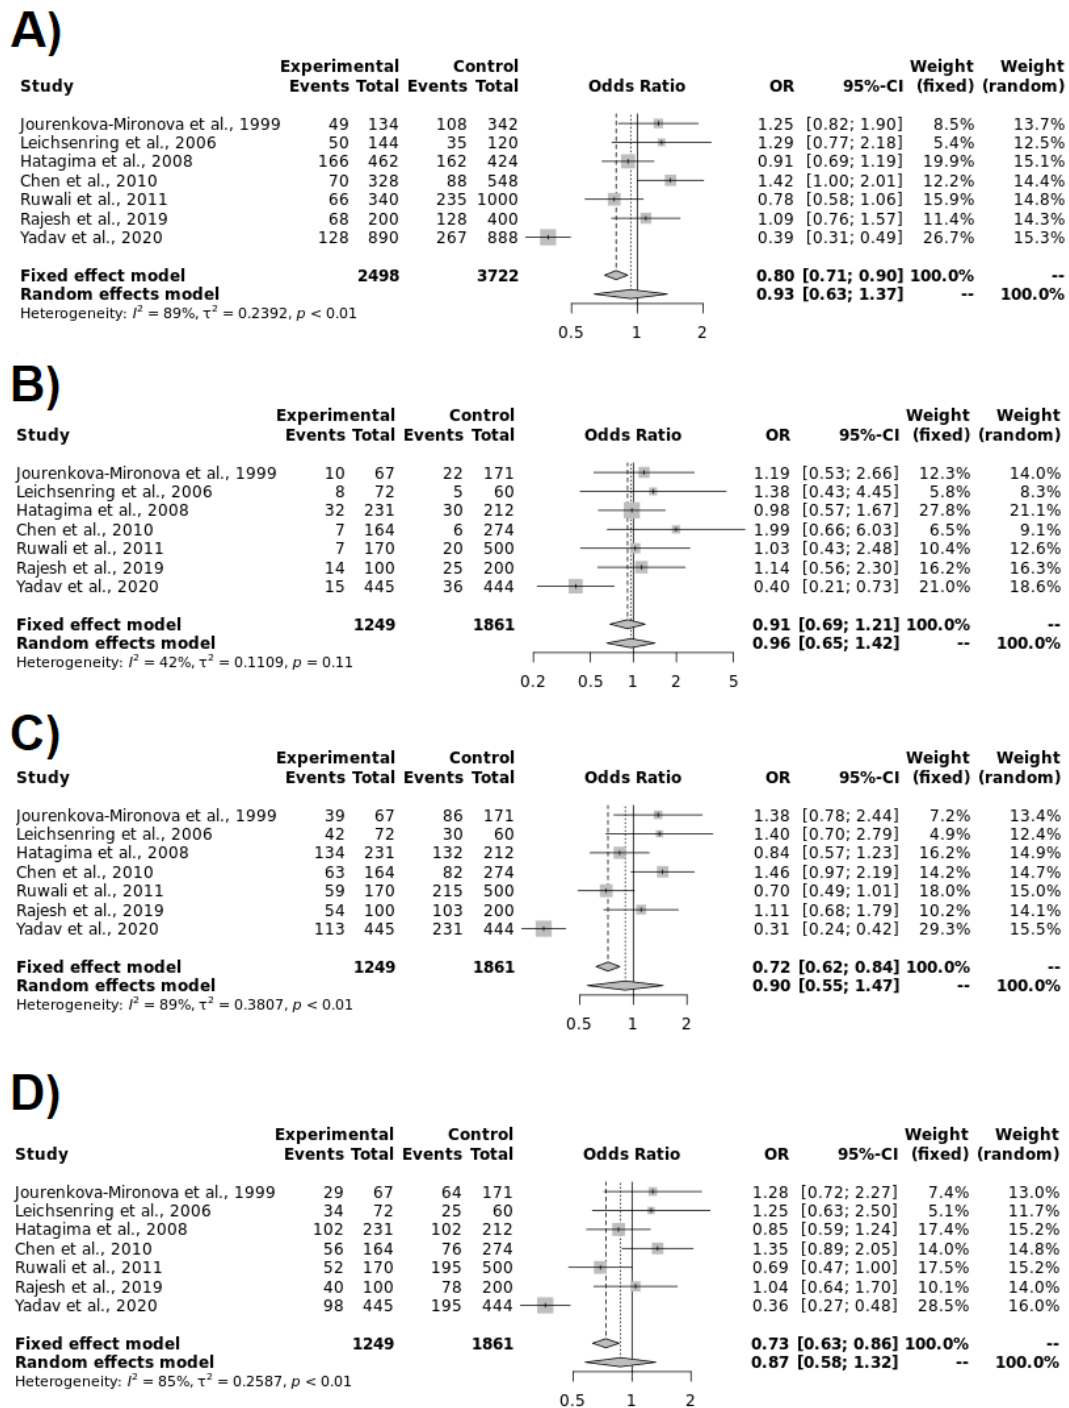 A)
Experimental Control Weight Weight
Study Events Total Events Total Odds Ratio OR 95%-CI (fixed) (random)
Jourenkova-Mironova et al., 1999 49 134 108 342 1.25 [0.82; 1.90] 8.5% 13.7%
Leichsenring et al., 2006 50 144 35 120 1.29 [0.77; 2.18] 5.4% 12.5%
Hatagima et al., 2008 166 462 162 424 0.91 [0.69; 1.19] 19.9% 15.1%
Chen et al., 2010 70 328 88 548 1.42 [1.00; 2.01] 12.2% 14.4%
Ruwali et al., 2011 66 340 235 1000 0.78 [0.58; 1.06] 15.9% 14.8%
Rajesh et al., 2019 68 200 128 400 1.09 [0.76; 1.57] 11.4% 14.3%
Yadav et al., 2020 128 890 267 888 0.39 [0.31; 0.49] 26.7% 15.3%
Fixed effect model 2498 3722 0.80 [0.71; 0.90] 100.0% --
Random effects model 0.93 [0.63; 1.37] -- 100.0%
Heterogeneity: I² = 89%, τ² = 0.2392, p < 0.01
0.5 1 2
B)
Experimental Control Weight Weight
Study Events Total Events Total Odds Ratio OR 95%-CI (fixed) (random)
Jourenkova-Mironova et al., 1999 10 67 22 171 1.19 [0.53; 2.66] 12.3% 14.0%
Leichsenring et al., 2006 8 72 5 60 1.38 [0.43; 4.45] 5.8% 8.3%
Hatagima et al., 2008 32 231 30 212 0.98 [0.57; 1.67] 27.8% 21.1%
Chen et al., 2010 7 164 6 274 1.99 [0.66; 6.03] 6.5% 9.1%
Ruwali et al., 2011 7 170 20 500 1.03 [0.43; 2.48] 10.4% 12.6%
Rajesh et al., 2019 14 100 25 200 1.14 [0.56; 2.30] 16.2% 16.3%
Yadav et al., 2020 15 445 36 444 0.40 [0.21; 0.73] 21.0% 18.6%
Fixed effect model 1249 1861 0.91 [0.69; 1.21] 100.0% --
Random effects model 0.96 [0.65; 1.42] -- 100.0%
Heterogeneity: I² = 42%, τ² = 0.1109, p = 0.11
0.2 0.5 1 2 5
C)
Experimental Control Weight Weight
Study Events Total Events Total Odds Ratio OR 95%-CI (fixed) (random)
Jourenkova-Mironova et al., 1999 39 67 86 171 1.38 [0.78; 2.44] 7.2% 13.4%
Leichsenring et al., 2006 42 72 30 60 1.40 [0.70; 2.79] 4.9% 12.4%
Hatagima et al., 2008 134 231 132 212 0.84 [0.57; 1.23] 16.2% 14.9%
Chen et al., 2010 63 164 82 274 1.46 [0.97; 2.19] 14.2% 14.7%
Ruwali et al., 2011 59 170 215 500 0.70 [0.49; 1.01] 18.0% 15.0%
Rajesh et al., 2019 54 100 103 200 1.11 [0.68; 1.79] 10.2% 14.1%
Yadav et al., 2020 113 445 231 444 0.31 [0.24; 0.42] 29.3% 15.5%
Fixed effect model 1249 1861 0.72 [0.62; 0.84] 100.0% --
Random effects model 0.90 [0.55; 1.47] -- 100.0%
Heterogeneity: I² = 89%, τ² = 0.3807, p < 0.01
0.5 1 2
D)
Experimental Control Weight Weight
Study Events Total Events Total Odds Ratio OR 95%-CI (fixed) (random)
Jourenkova-Mironova et al., 1999 29 67 64 171 1.28 [0.72; 2.27] 7.4% 13.0%
Leichsenring et al., 2006 34 72 25 60 1.25 [0.63; 2.50] 5.1% 11.7%
Hatagima et al., 2008 102 231 102 212 0.85 [0.59; 1.24] 17.4% 15.2%
Chen et al., 2010 56 164 76 274 1.35 [0.89; 2.05] 14.0% 14.8%
Ruwali et al., 2011 52 170 195 500 0.69 [0.47; 1.00] 17.5% 15.2%
Rajesh et al., 2019 40 100 78 200 1.04 [0.64; 1.70] 10.1% 14.0%
Yadav et al., 2020 98 445 195 444 0.36 [0.27; 0.48] 28.5% 16.0%
Fixed effect model 1249 1861 0.73 [0.63; 0.86] 100.0% --
Random effects model 0.87 [0.58; 1.32] -- 100.0%
Heterogeneity: I² = 85%, τ² = 0.2587, p < 0.01
0.5 1 2